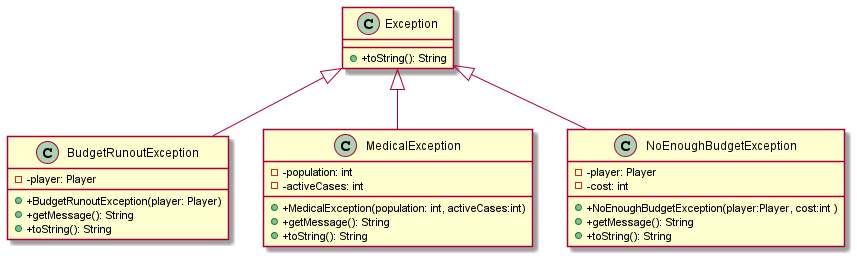 C Exception
+toString(): String
C BudgetRunoutException
-player: Player
+BudgetRunoutException(player: Player)
+getMessage(): String
+toString(): String
C MedicalException
-population: int
-activeCases: int
+MedicalException(population: int, activeCases:int)
+getMessage(): String
+toString(): String
C NoEnoughBudgetException
-player: Player
-cost: int
+NoEnoughBudgetException(player:Player, cost:int )
+getMessage(): String
+toString(): String